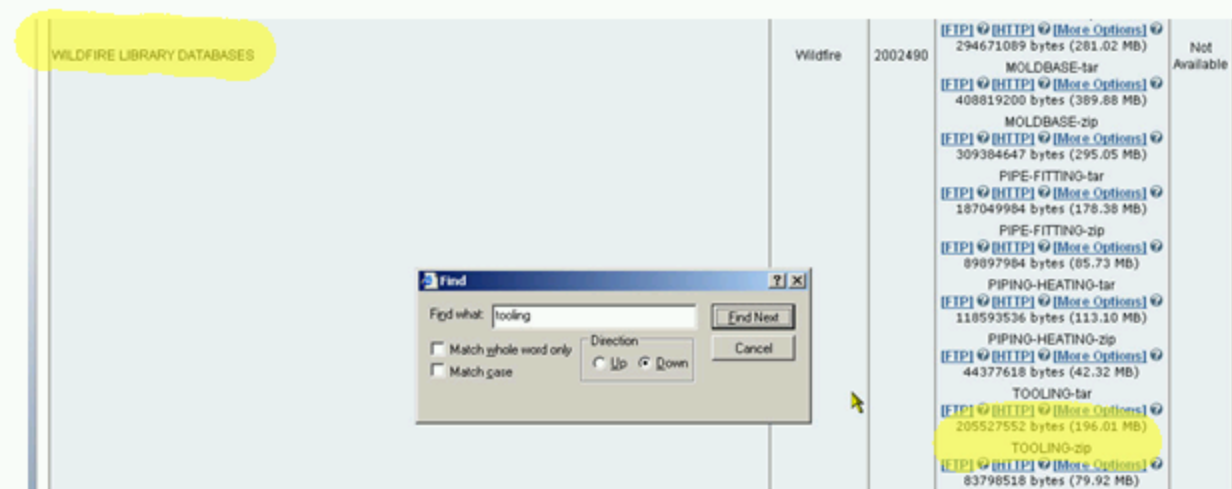 WILDFIRE LIBRARY DATABASES
Wildfire
2002490
[FTP] [HTTP] [More Options]
294671089 bytes (281.02 MB)
MOLDBASE-tar
[FTP] [HTTP] [More Options]
408819200 bytes (389.88 MB)
MOLDBASE-zip
[FTP] [HTTP] [More Options]
309384647 bytes (295.05 MB)
PIPE-FITTING-tar
[FTP] [HTTP] [More Options]
187049984 bytes (178.38 MB)
PIPE-FITTING-zip
[FTP] [HTTP] [More Options]
89897984 bytes (85.73 MB)
PIPING-HEATING-tar
[FTP] [HTTP] [More Options]
118593536 bytes (113.10 MB)
PIPING-HEATING-zip
[FTP] [HTTP] [More Options]
44377618 bytes (42.32 MB)
TOOLING-tar
[FTP] [HTTP] [More Options]
205527552 bytes (196.01 MB)
TOOLING-zip
[FTP] [HTTP] [More Options]
83798518 bytes (79.92 MB)
Not
Available
Find
Find what: tooling
Find Next
Match whole word only
Match case
Direction
Up Down
Cancel